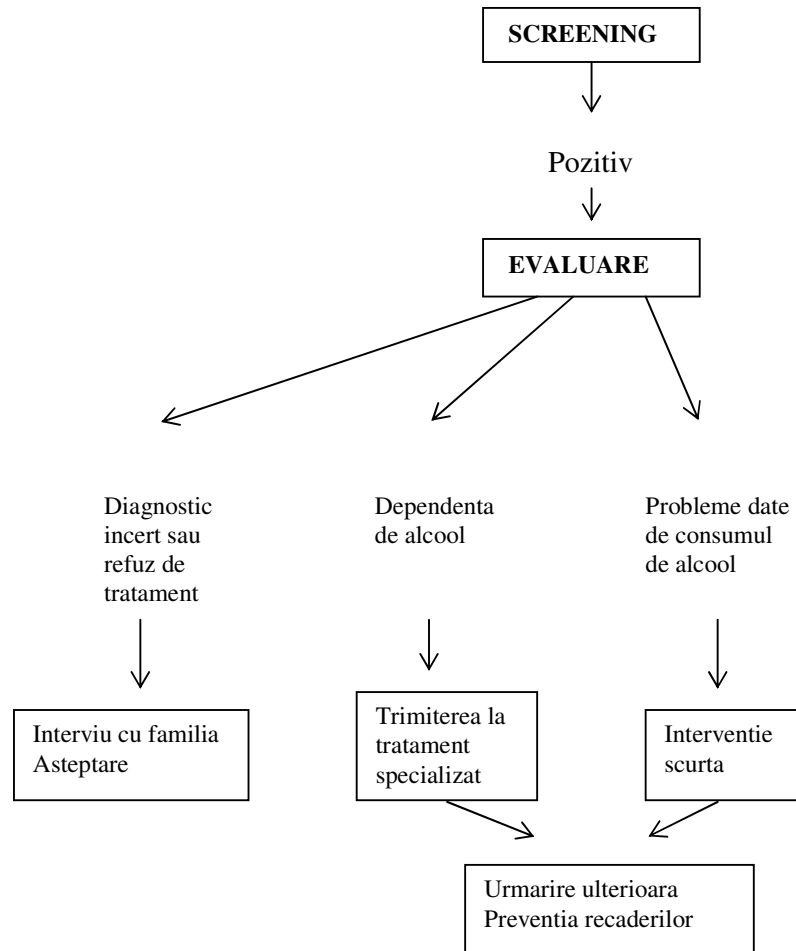 SCREENING
Pozitiv
EVALUARE
Diagnostic
incert sau
refuz de
tratament
Dependenta
de alcool
Probleme date
de consumul
de alcool
Interviu cu familia
Asteptare
Trimiterea la
tratament
specializat
Interventie
scurta
Urmarire ulterioara
Preventia recaderilor